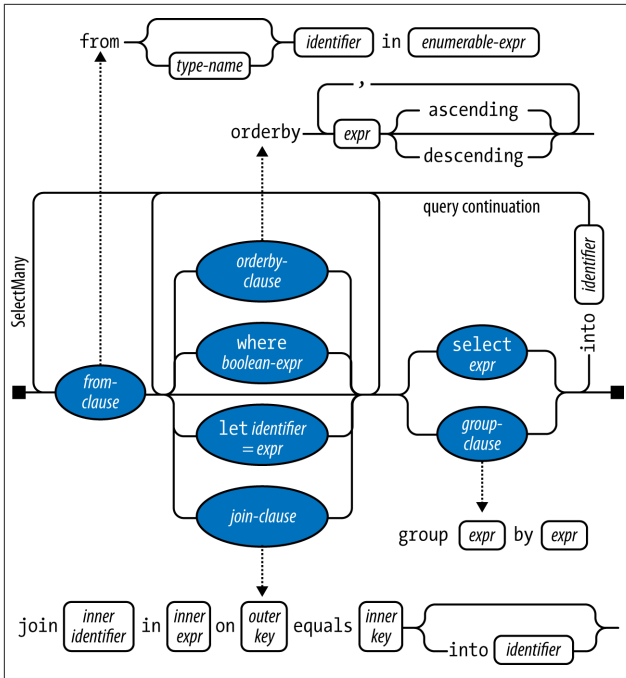 from type-name identifier in enumerable-expr
,
orderby expr ascending
descending
query continuation
SelectMany
identifier
into
orderby-
clause
where
boolean-expr
select
expr
from-
clause
let identifier
= expr
group-
clause
join-clause
group expr by expr
join inner
identifier in inner
expr on outer
key equals inner
key into identifier